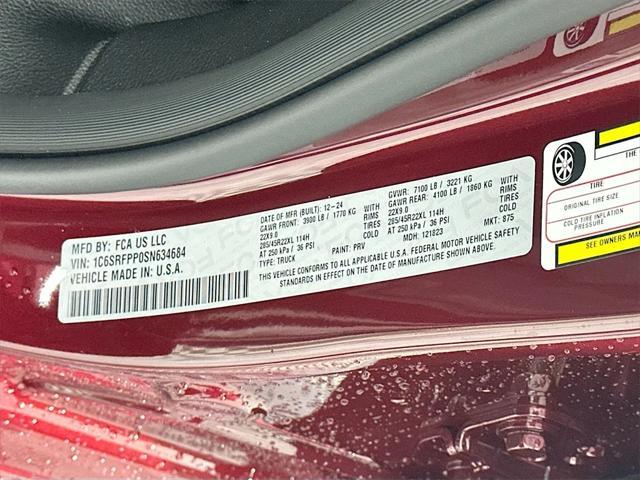 MFD BY: FCA US LLC
VIN: 1C6SRFPP0SN634684
VEHICLE MADE IN: U.S.A.
DATE OF MFR (BUILT): 12-24
GAWR FRONT: 3900 LB / 1770 KG
WITH
22X9.0 RIMS
TIRES
285/45R22XL 114H COLD
AT 250 kPa / 36 PSI
TYPE: TRUCK PAINT: PRV
GVWR: 7100 LB / 3221 KG
GAWR REAR: 4100 LB / 1860 KG
WITH
22X9.0 RIMS
TIRES
285/45R22XL 114H COLD
AT 250 kPa / 36 PSI
MDH: 121823 MKT: 875
THIS VEHICLE CONFORMS TO ALL APPLICABLE U.S.A. FEDERAL MOTOR VEHICLE SAFETY
STANDARDS IN EFFECT ON THE DATE OF MANUFACTURE SHOWN ABOVE.
TIRE
ORIGINAL TIRE SIZE
COLD TIRE INFLATION
PRESSURE
SEE OWNERS